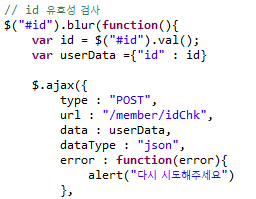 // id 유효성 검사
$("#id").blur(function(){
var id = $("#id").val();
var userData ={"id" : id}
$.ajax({
type : "POST",
url : "/member/idChk",
data : userData,
dataType : "json",
error : function(error){
alert("다시 시도해주세요")
},